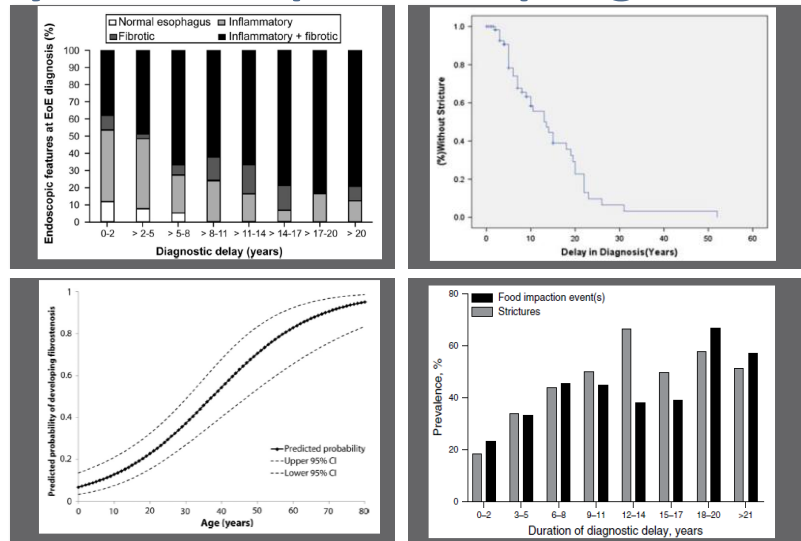 Normal esophagus Inflammatory
Fibrotic Inflammatory + fibrotic
Endoscopic features at EoE diagnosis (%)
100
90
80
70
60
50
40
30
20
10
0
0-2 > 2-5 > 5-8 > 8-11 > 11-14 > 14-17 > 17-20 > 20
Diagnostic delay (years)
(%)Without Stricture
1.0
0.8
0.6
0.4
0.2
0.0
0 10 20 30 40 50 60
Delay in Diagnosis(Years)
Predicted probability of developing fibrostenosis
1
0.8
0.6
0.4
0.2
0
Predicted probability
Upper 95% CI
Lower 95% CI
0 10 20 30 40 50 60 70 80
Age (years)
Food impaction event(s)
Strictures
Prevalence, %
80
60
40
20
0
0–2 3–5 6–8 9–11 12–14 15–17 18–20 >21
Duration of diagnostic delay, years